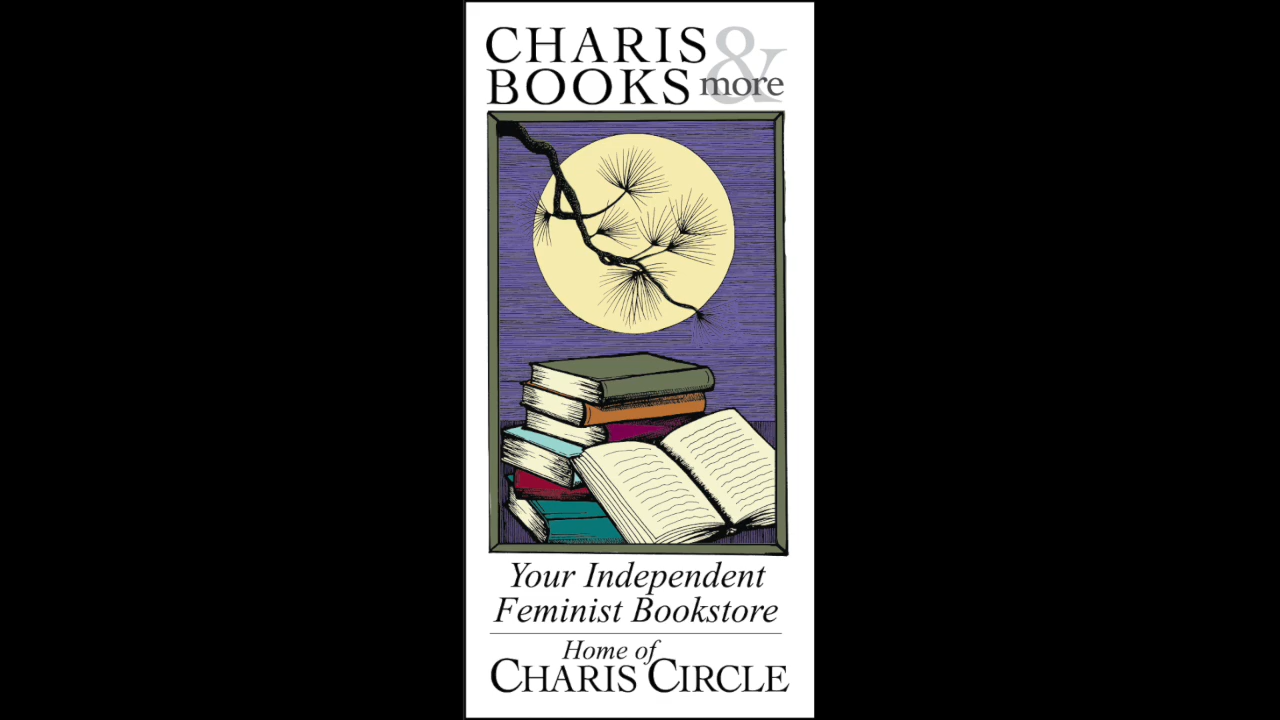 CHARIS &
BOOKS more
Your Independent
Feminist Bookstore
Home of
CHARIS CIRCLE